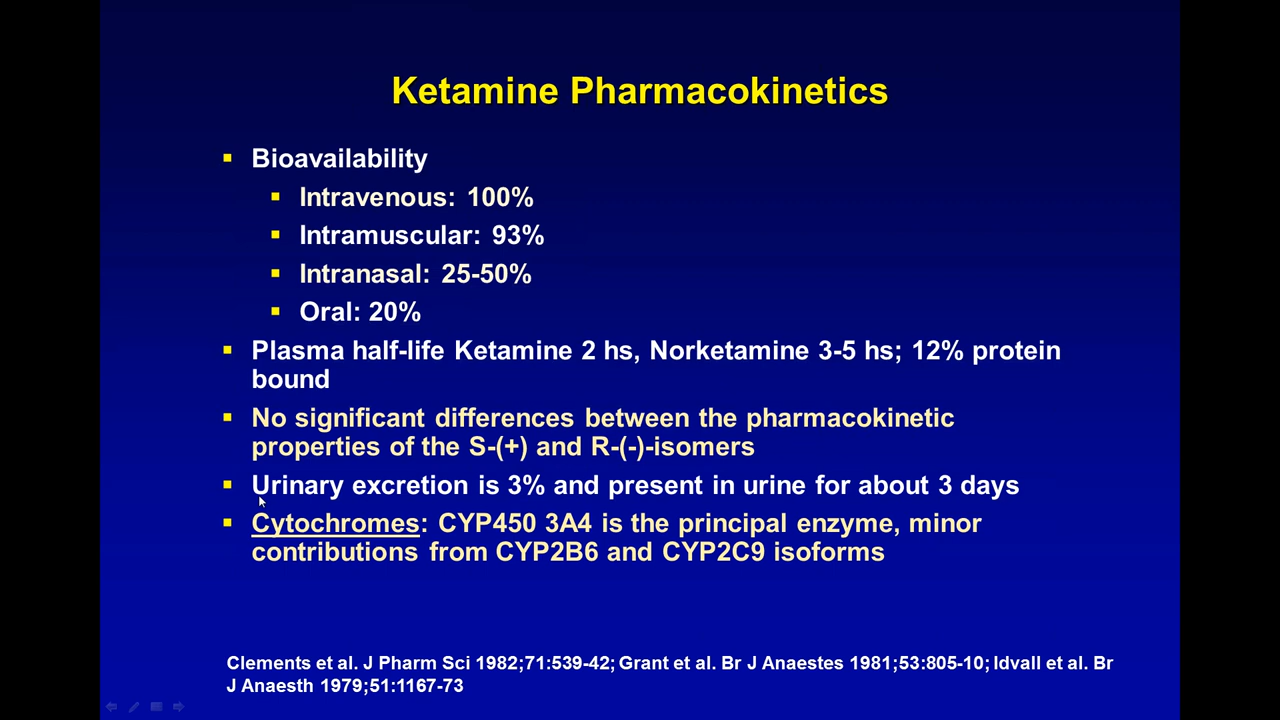 Ketamine Pharmacokinetics
Bioavailability
Intravenous: 100%
Intramuscular: 93%
Intranasal: 25-50%
Oral: 20%
Plasma half-life Ketamine 2 hs, Norketamine 3-5 hs; 12% protein
bound
No significant differences between the pharmacokinetic
properties of the S-(+) and R-(-)-isomers
Urinary excretion is 3% and present in urine for about 3 days
Cytochromes: CYP450 3A4 is the principal enzyme, minor
contributions from CYP2B6 and CYP2C9 isoforms
Clements et al. J Pharm Sci 1982;71:539-42; Grant et al. Br J Anaestes 1981;53:805-10; Idvall et al. Br
J Anaesth 1979;51:1167-73